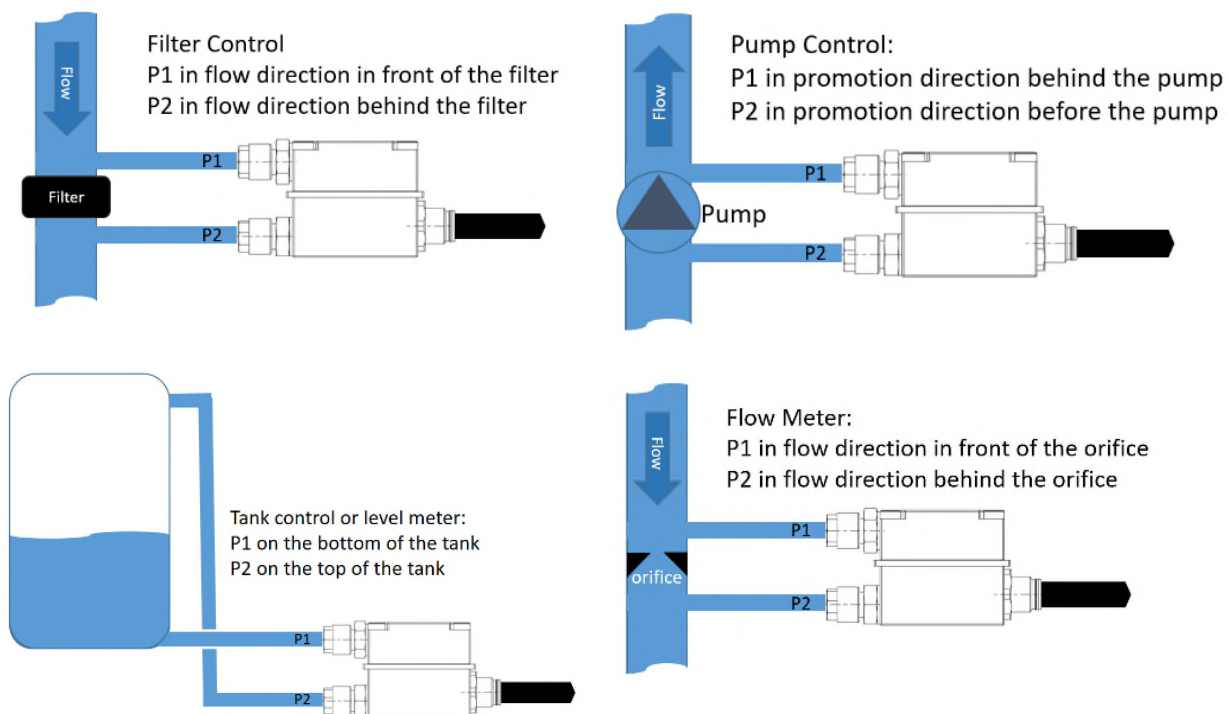 Filter Control
P1 in flow direction in front of the filter
P2 in flow direction behind the filter
Flow
P1
Filter
P2
Pump Control:
P1 in promotion direction behind the pump
P2 in promotion direction before the pump
Flow
P1
Pump
P2
Tank control or level meter:
P1 on the bottom of the tank
P2 on the top of the tank
P1
P2
Flow Meter:
P1 in flow direction in front of the orifice
P2 in flow direction behind the orifice
Flow
P1
orifice
P2